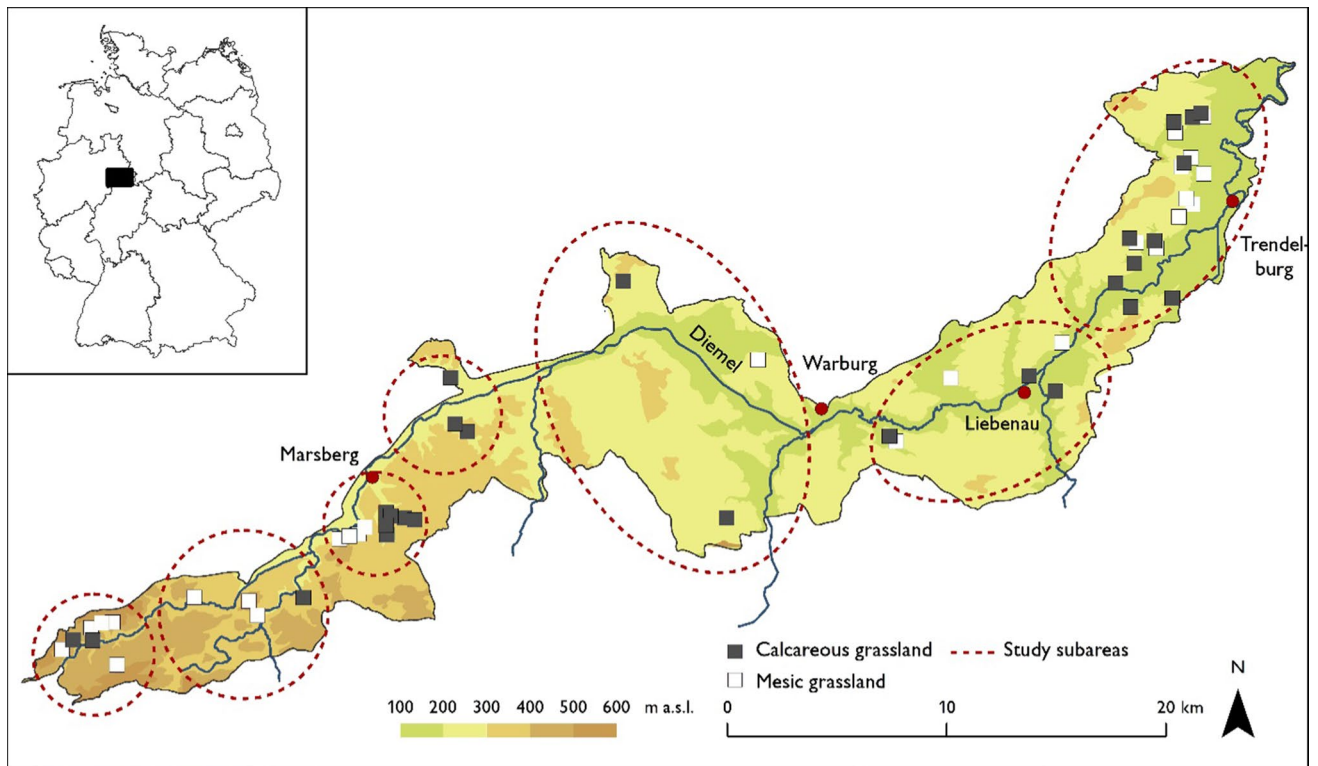 Trendel-
burg
Diemel
Warburg
Liebenau
Marsberg
Calcareous grassland
Study subareas
Mesic grassland
N
100 200 300 400 500 600 m a.s.l.
0 10 20 km